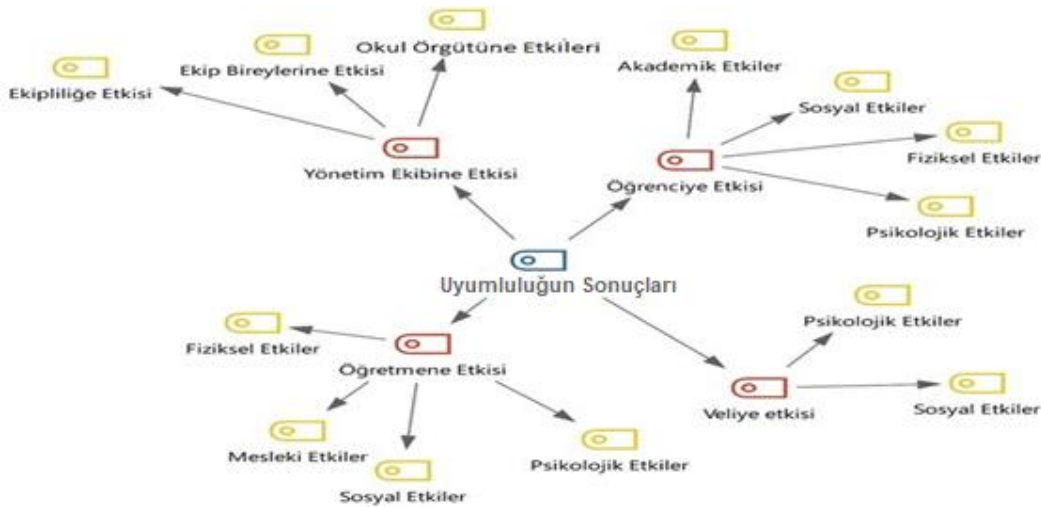 Okul Örgütüne Etkileri
Ekip Bireylerine Etkisi
Ekipliliğe Etkisi
Yönetim Ekibine Etkisi
Akademik Etkiler
Sosyal Etkiler
Fiziksel Etkiler
Öğrenciye Etkisi
Psikolojik Etkiler
Uyumluluğun Sonuçları
Fiziksel Etkiler
Öğretmene Etkisi
Mesleki Etkiler
Sosyal Etkiler
Psikolojik Etkiler
Psikolojik Etkiler
Veliye etkisi
Sosyal Etkiler